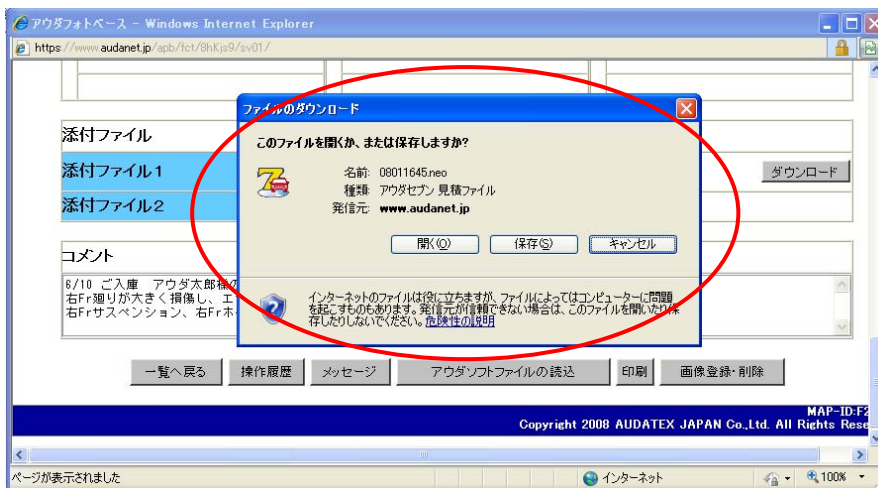 アウダフォトベース - Windows Internet Explorer
https://www.audanet.jp/apb/fct/8hKjs9/sv01/
ファイルのダウンロード
このファイルを開くか、または保存しますか?
名前: 08011645.neo
種類: アウダセブン 見積ファイル
発信元: www.audanet.jp
開く(O) 保存(S) キャンセル
インターネットのファイルは役に立ちますが、ファイルによってはコンピューターに問題
を起こすものもあります。発信元が信頼できない場合は、このファイルを開いたり保
存したりしないでください。危険性の説明
添付ファイル
添付ファイル1 ダウンロード
添付ファイル2
コメント
6/10 ご入庫 アウダ太郎様の
右Fr廻りが大きく損傷し、エ
右Frサスペンション、右Frホ
一覧へ戻る 操作履歴 メッセージ アウダソフトファイルの読込 印刷 画像登録・削除
MAP-ID:F2
Copyright 2008 AUDATEX JAPAN Co.,Ltd. All Rights Rese
ページが表示されました インターネット 100%